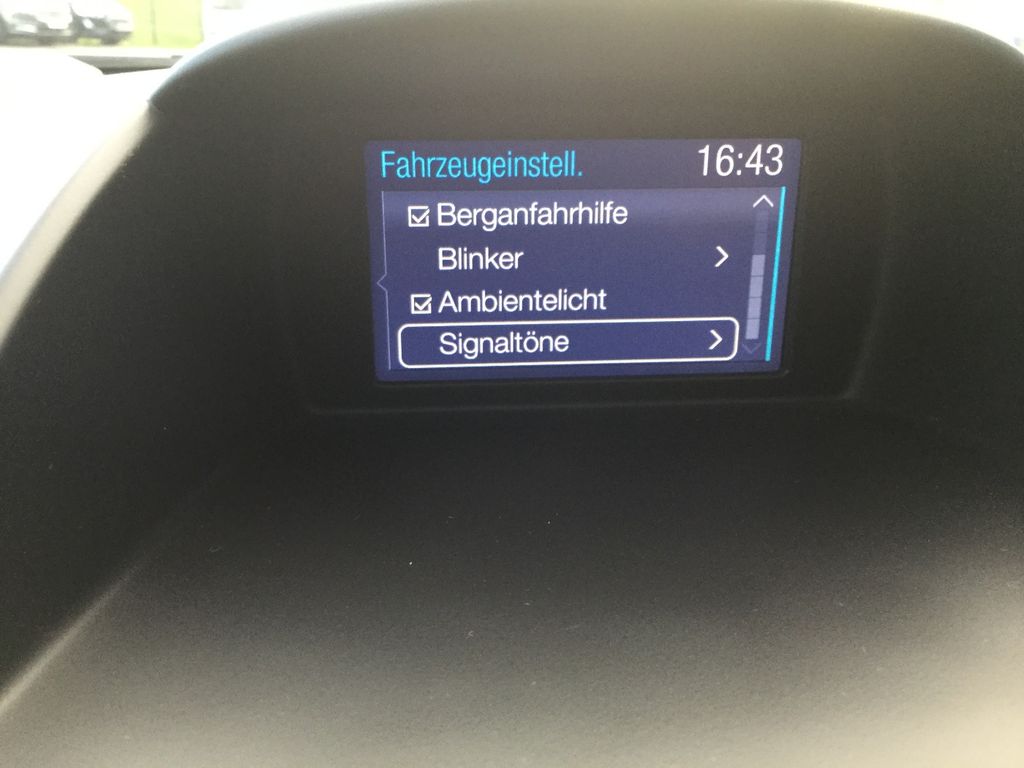 Fahrzeugeinstell. 16:43
Berganfahrhilfe
Blinker
Ambientelicht
Signaltöne